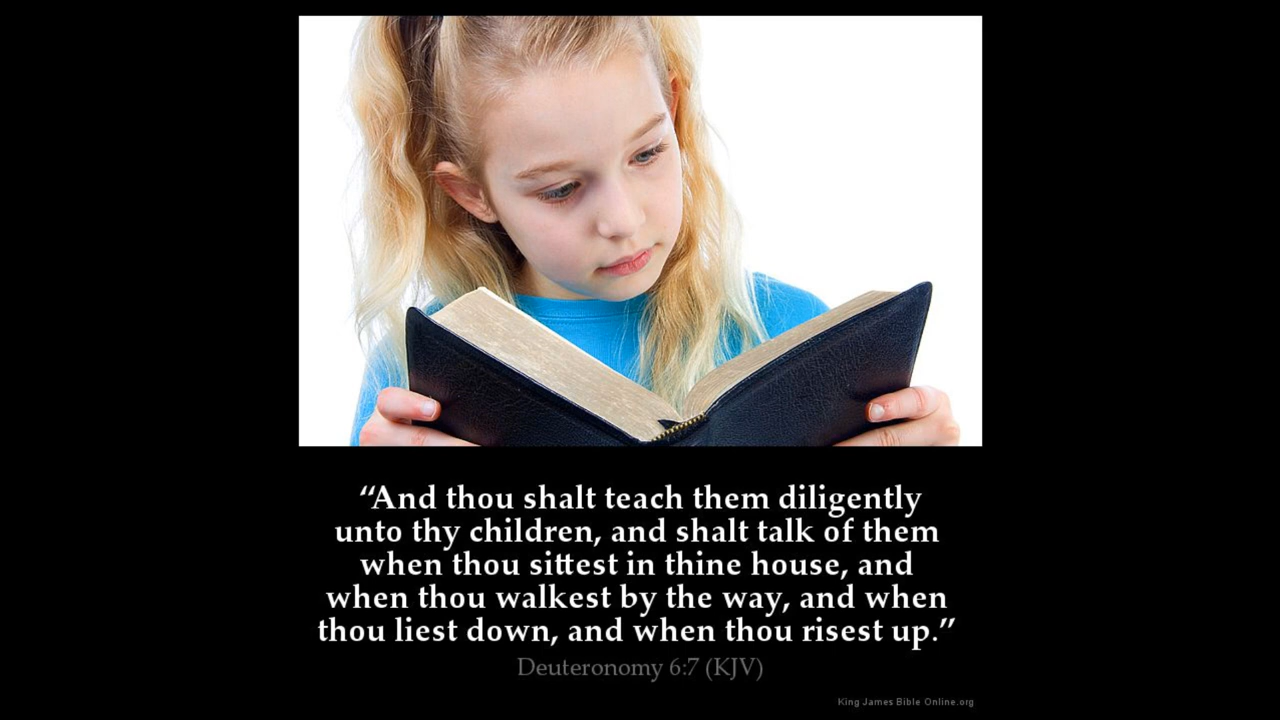 “And thou shalt teach them diligently
unto thy children, and shalt talk of them
when thou sittest in thine house, and
when thou walkest by the way, and when
thou liest down, and when thou risest up.”
Deuteronomy 6:7 (KJV)
King James Bible Online.org